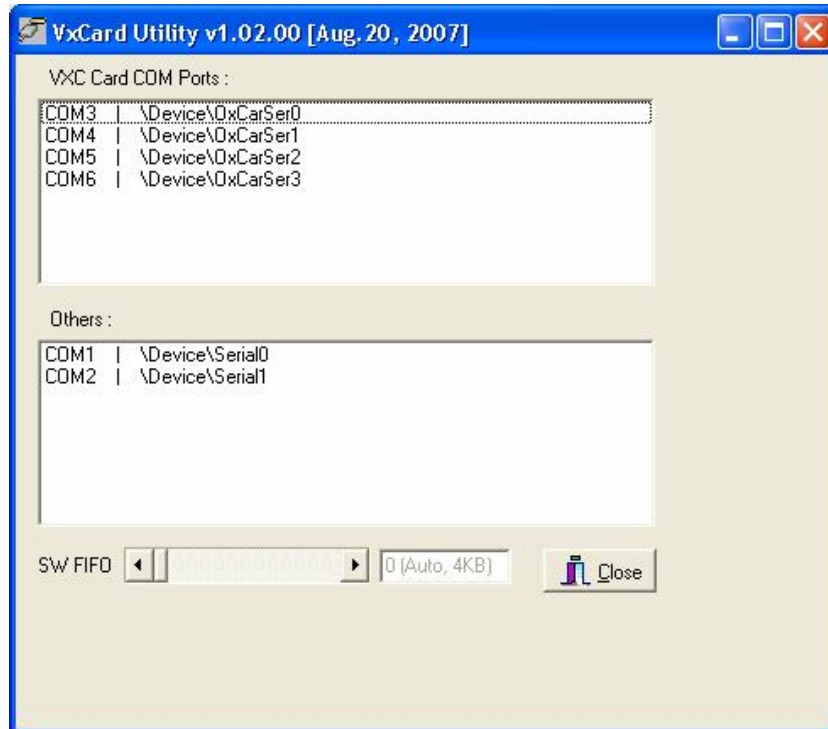 VxCard Utility v1.02.00 [Aug.20, 2007]
VXC Card COM Ports :
COM3 | \Device\OxCarSer0
COM4 | \Device\OxCarSer1
COM5 | \Device\OxCarSer2
COM6 | \Device\OxCarSer3
Others :
COM1 | \Device\Serial0
COM2 | \Device\Serial1
SW FIFO 0 (Auto, 4KB) Close